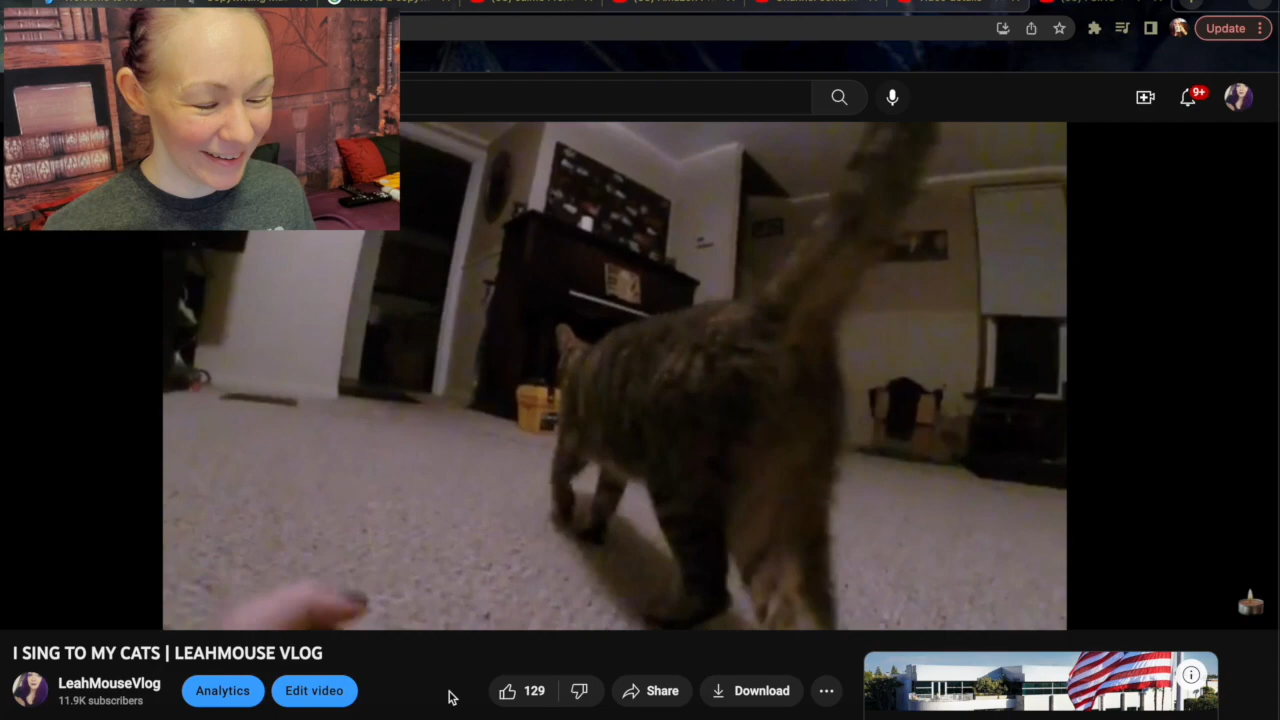 Update
9+
I SING TO MY CATS | LEAHMOUSE VLOG
LeahMouseVlog
11.9K subscribers
Analytics
Edit video
129
Share
Download